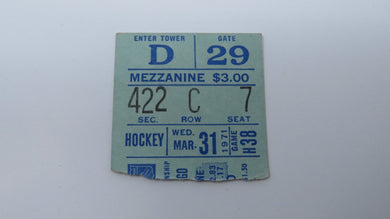 ENTER TOWER GATE
D 29
MEZZANINE $3.00
422 C 7
SEC. ROW SEAT
HOCKEY WED. MAR. 31 1971 GAME H38